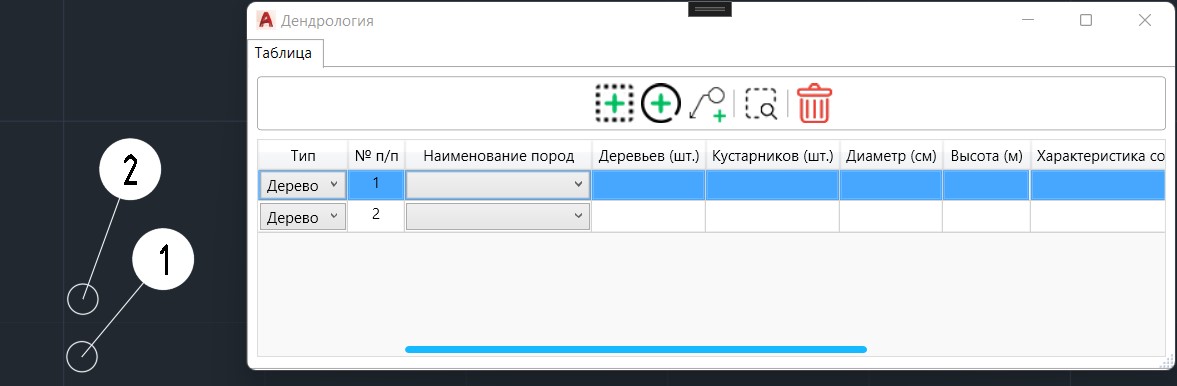 Дендрология
Таблица
Тип № п/п Наименование пород Деревьев (шт.) Кустарников (шт.) Диаметр (см) Высота (м) Характеристика со
Дерево 1
Дерево 2
2
1